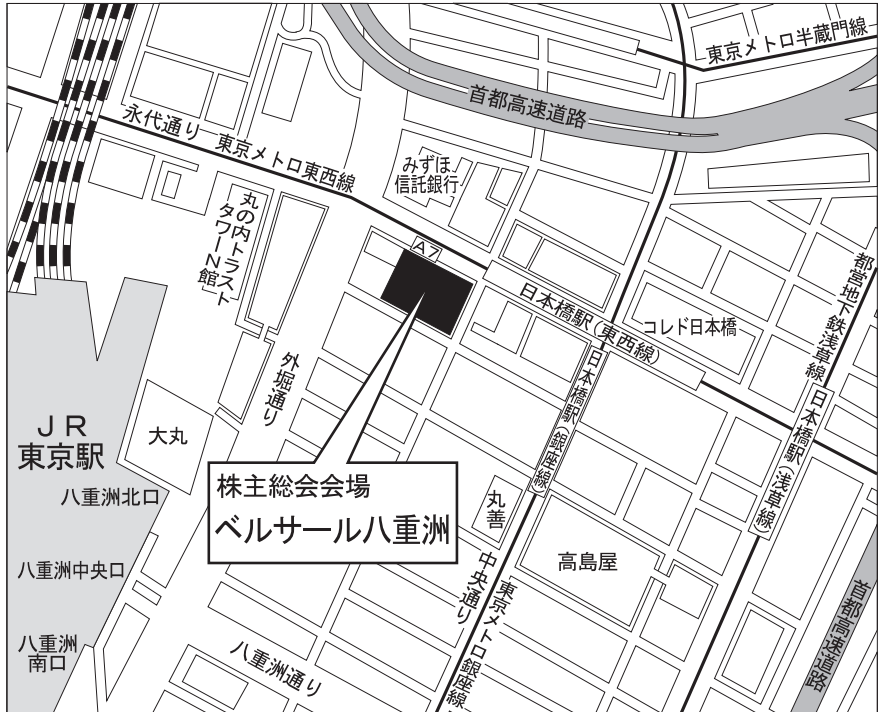 東京メトロ半蔵門線
首都高速道路
永代通り
東京メトロ東西線
みずほ
信託銀行
丸の内トラスト
タワーN館
A7
日本橋駅(東西線)
コレド日本橋
都営地下鉄浅草線
外堀通り
日本橋駅(銀座線)
日本橋駅(浅草線)
JR
東京駅
大丸
八重洲北口
株主総会会場
ベルサール八重洲
丸善
高島屋
八重洲中央口
中央通り
東京メトロ銀座線
首都高速道路
八重洲
南口
八重洲通り